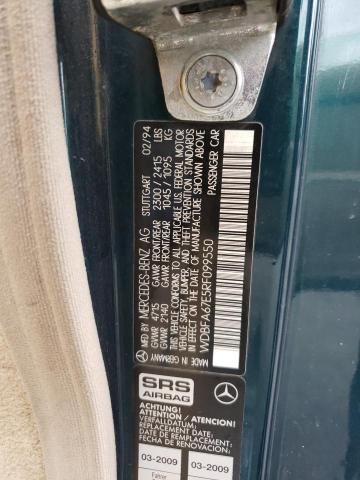 MFD. BY MERCEDES-BENZ AG STUTTGART 02/94
GVWR 4715 GAWR FRONT/REAR 2300 / 2415 LBS
GVWR 2140 GAWR FRONT/REAR 1045 / 1095 KG
THIS VEHICLE CONFORMS TO ALL APPLICABLE U.S. FEDERAL MOTOR
VEHICLE SAFETY, BUMPER, AND THEFT PREVENTION STANDARDS
IN EFFECT ON THE DATE OF MANUFACTURE SHOWN ABOVE
WDBFA67E5RF099550 PASSENGER CAR
SRS
AIRBAG
ACHTUNG!
ATTENTION / ATENCION!
VERFALLDATUM:
REPLACEMENT DATE:
DATE DE REMPLACEMENT:
FECHA DE RENOVACION:
03-2009 03-2009
Fahrer